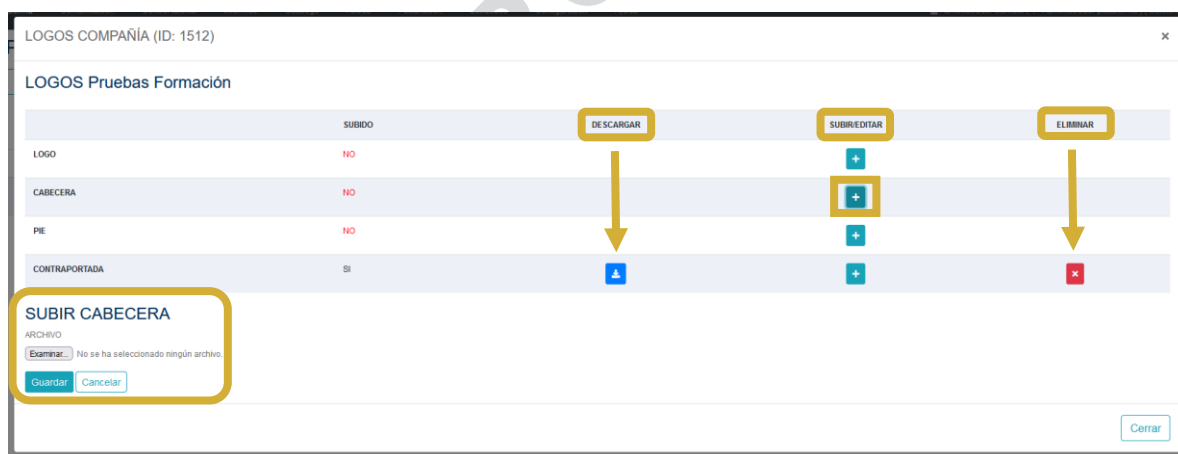 LOGOS COMPAÑÍA (ID: 1512) ×
LOGOS Pruebas Formación
SUBIDO DESCARGAR SUBIR/EDITAR ELIMINAR
LOGO NO +
CABECERA NO +
PIE NO +
CONTRAPORTADA SI + ×
SUBIR CABECERA
ARCHIVO
Examinar... No se ha seleccionado ningún archivo.
Guardar Cancelar
Cerrar